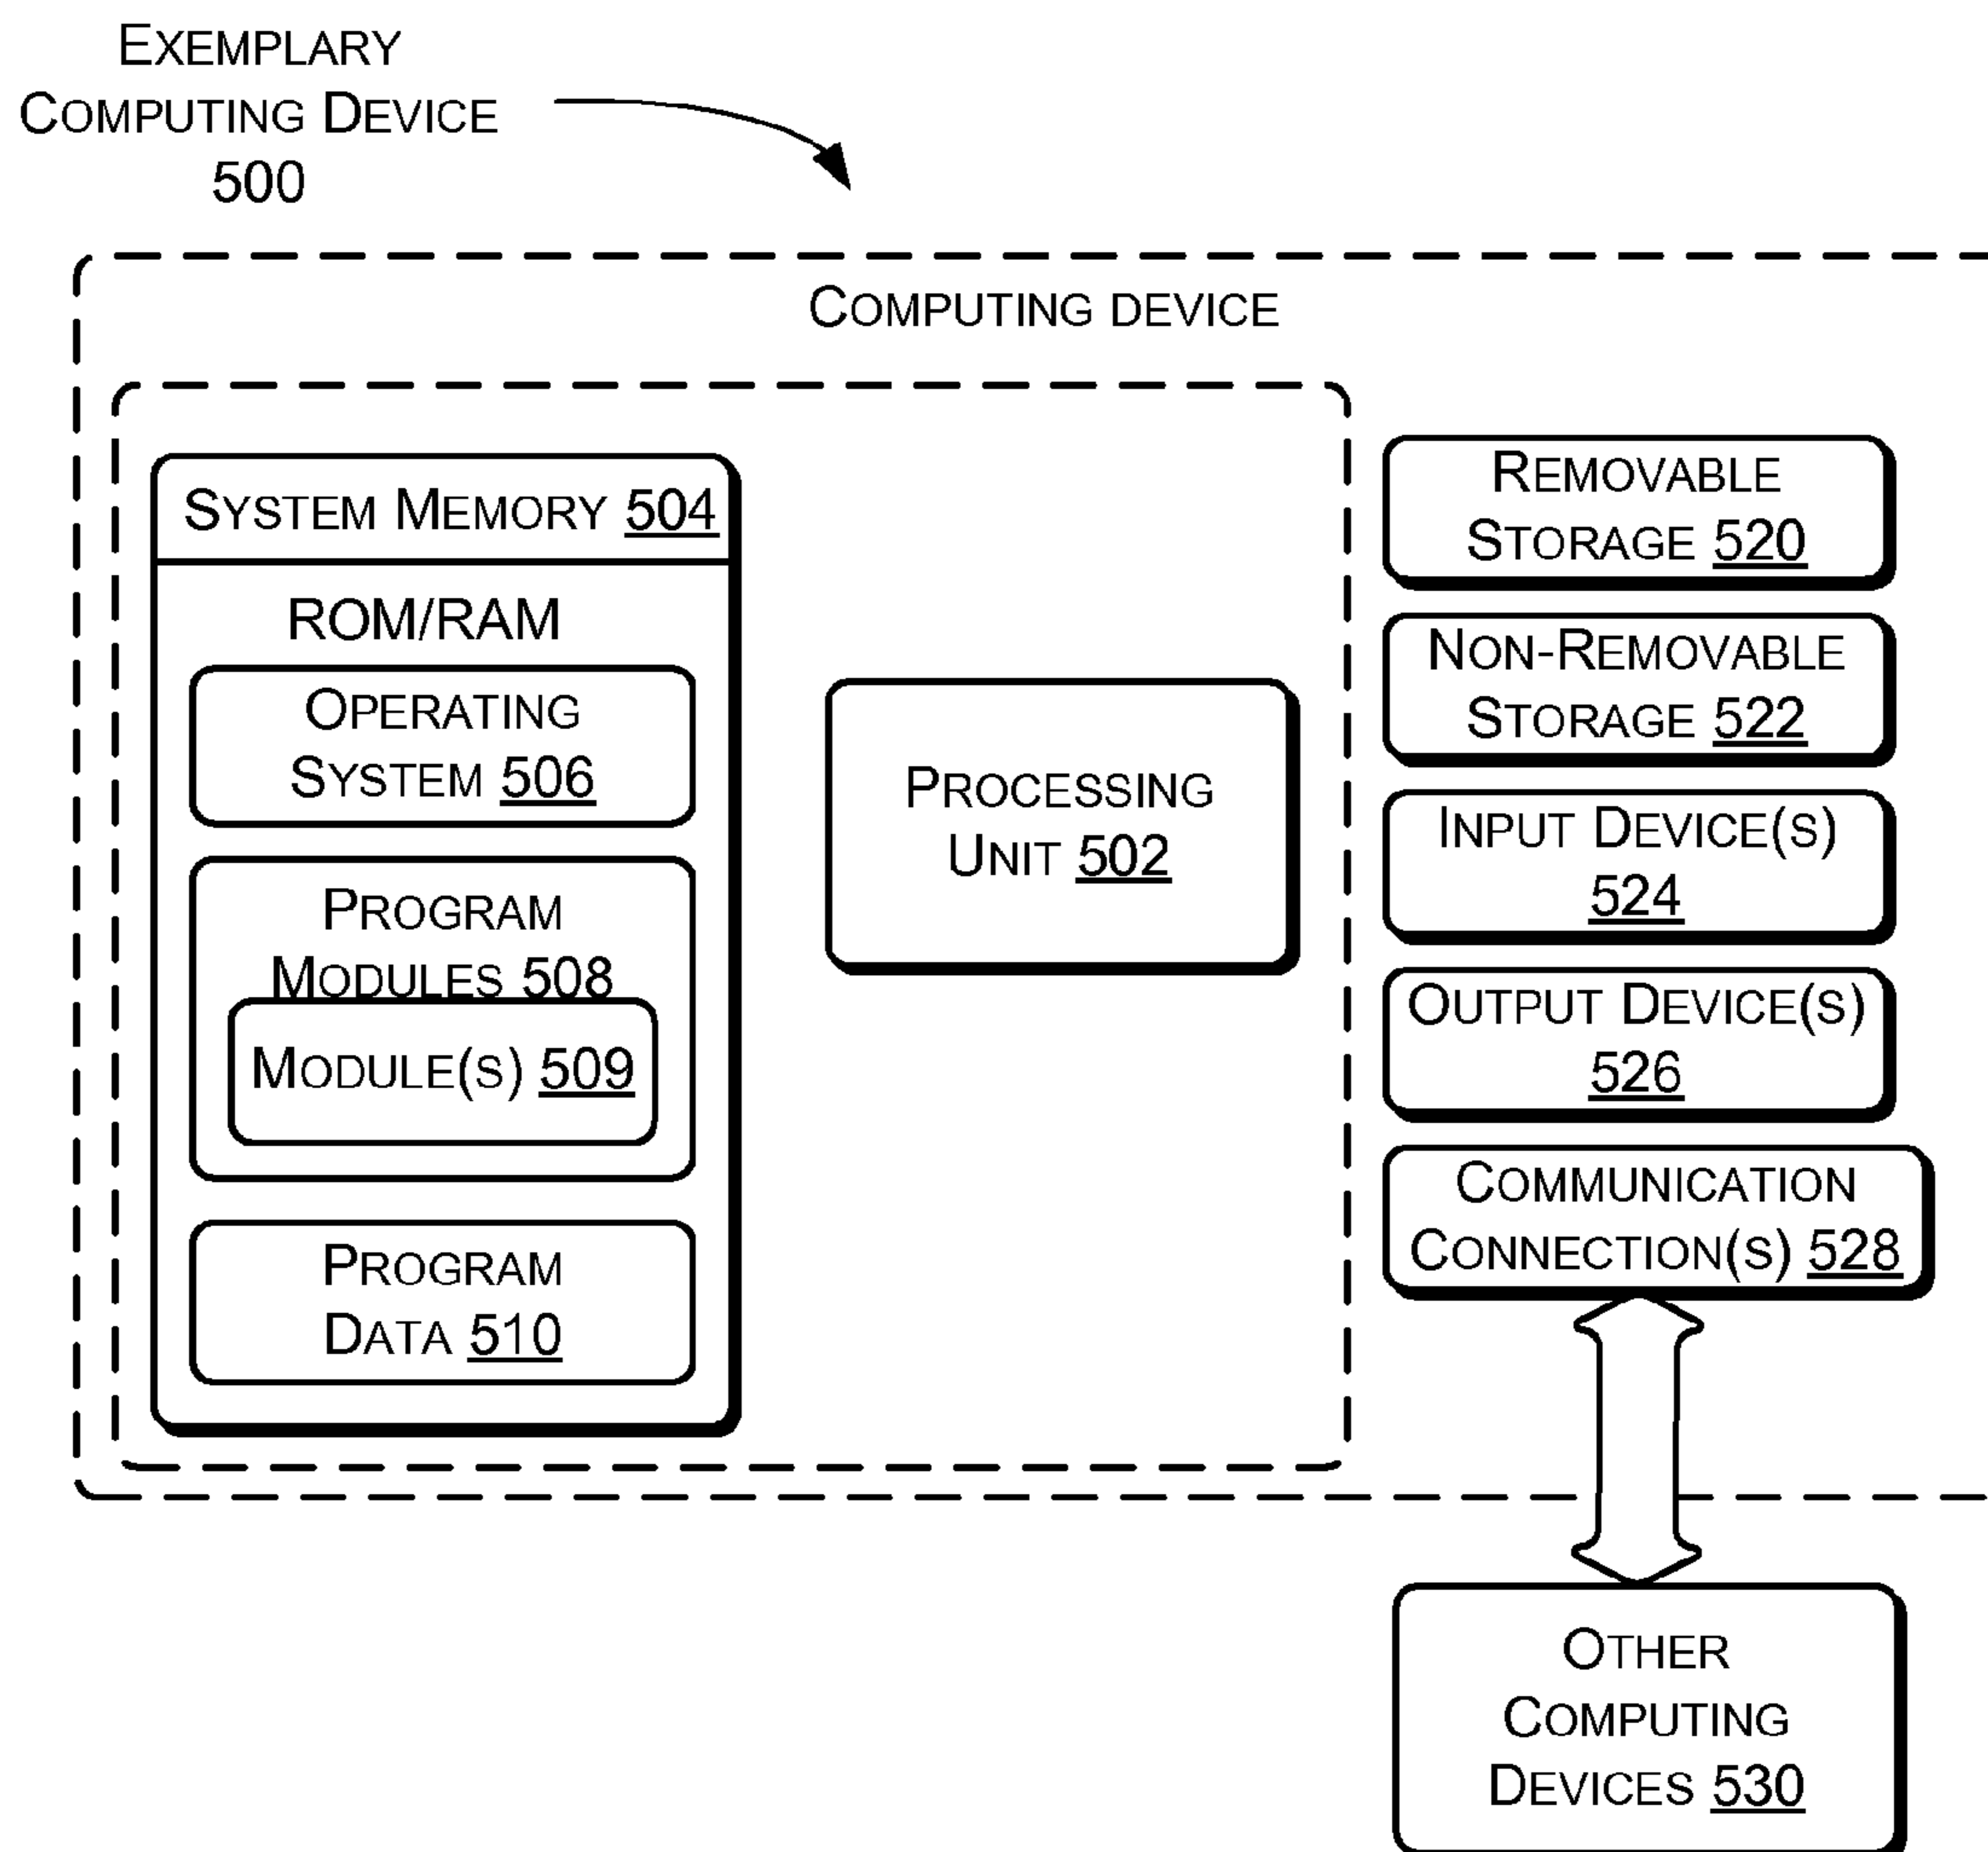 EXEMPLARY
COMPUTING DEVICE
500
COMPUTING DEVICE
SYSTEM MEMORY 504
ROM/RAM
OPERATING
SYSTEM 506
PROGRAM
MODULES 508
MODULE(S) 509
PROGRAM
DATA 510
PROCESSING
UNIT 502
REMOVABLE
STORAGE 520
NON-REMOVABLE
STORAGE 522
INPUT DEVICE(S)
524
OUTPUT DEVICE(S)
526
COMMUNICATION
CONNECTION(S) 528
OTHER
COMPUTING
DEVICES 530